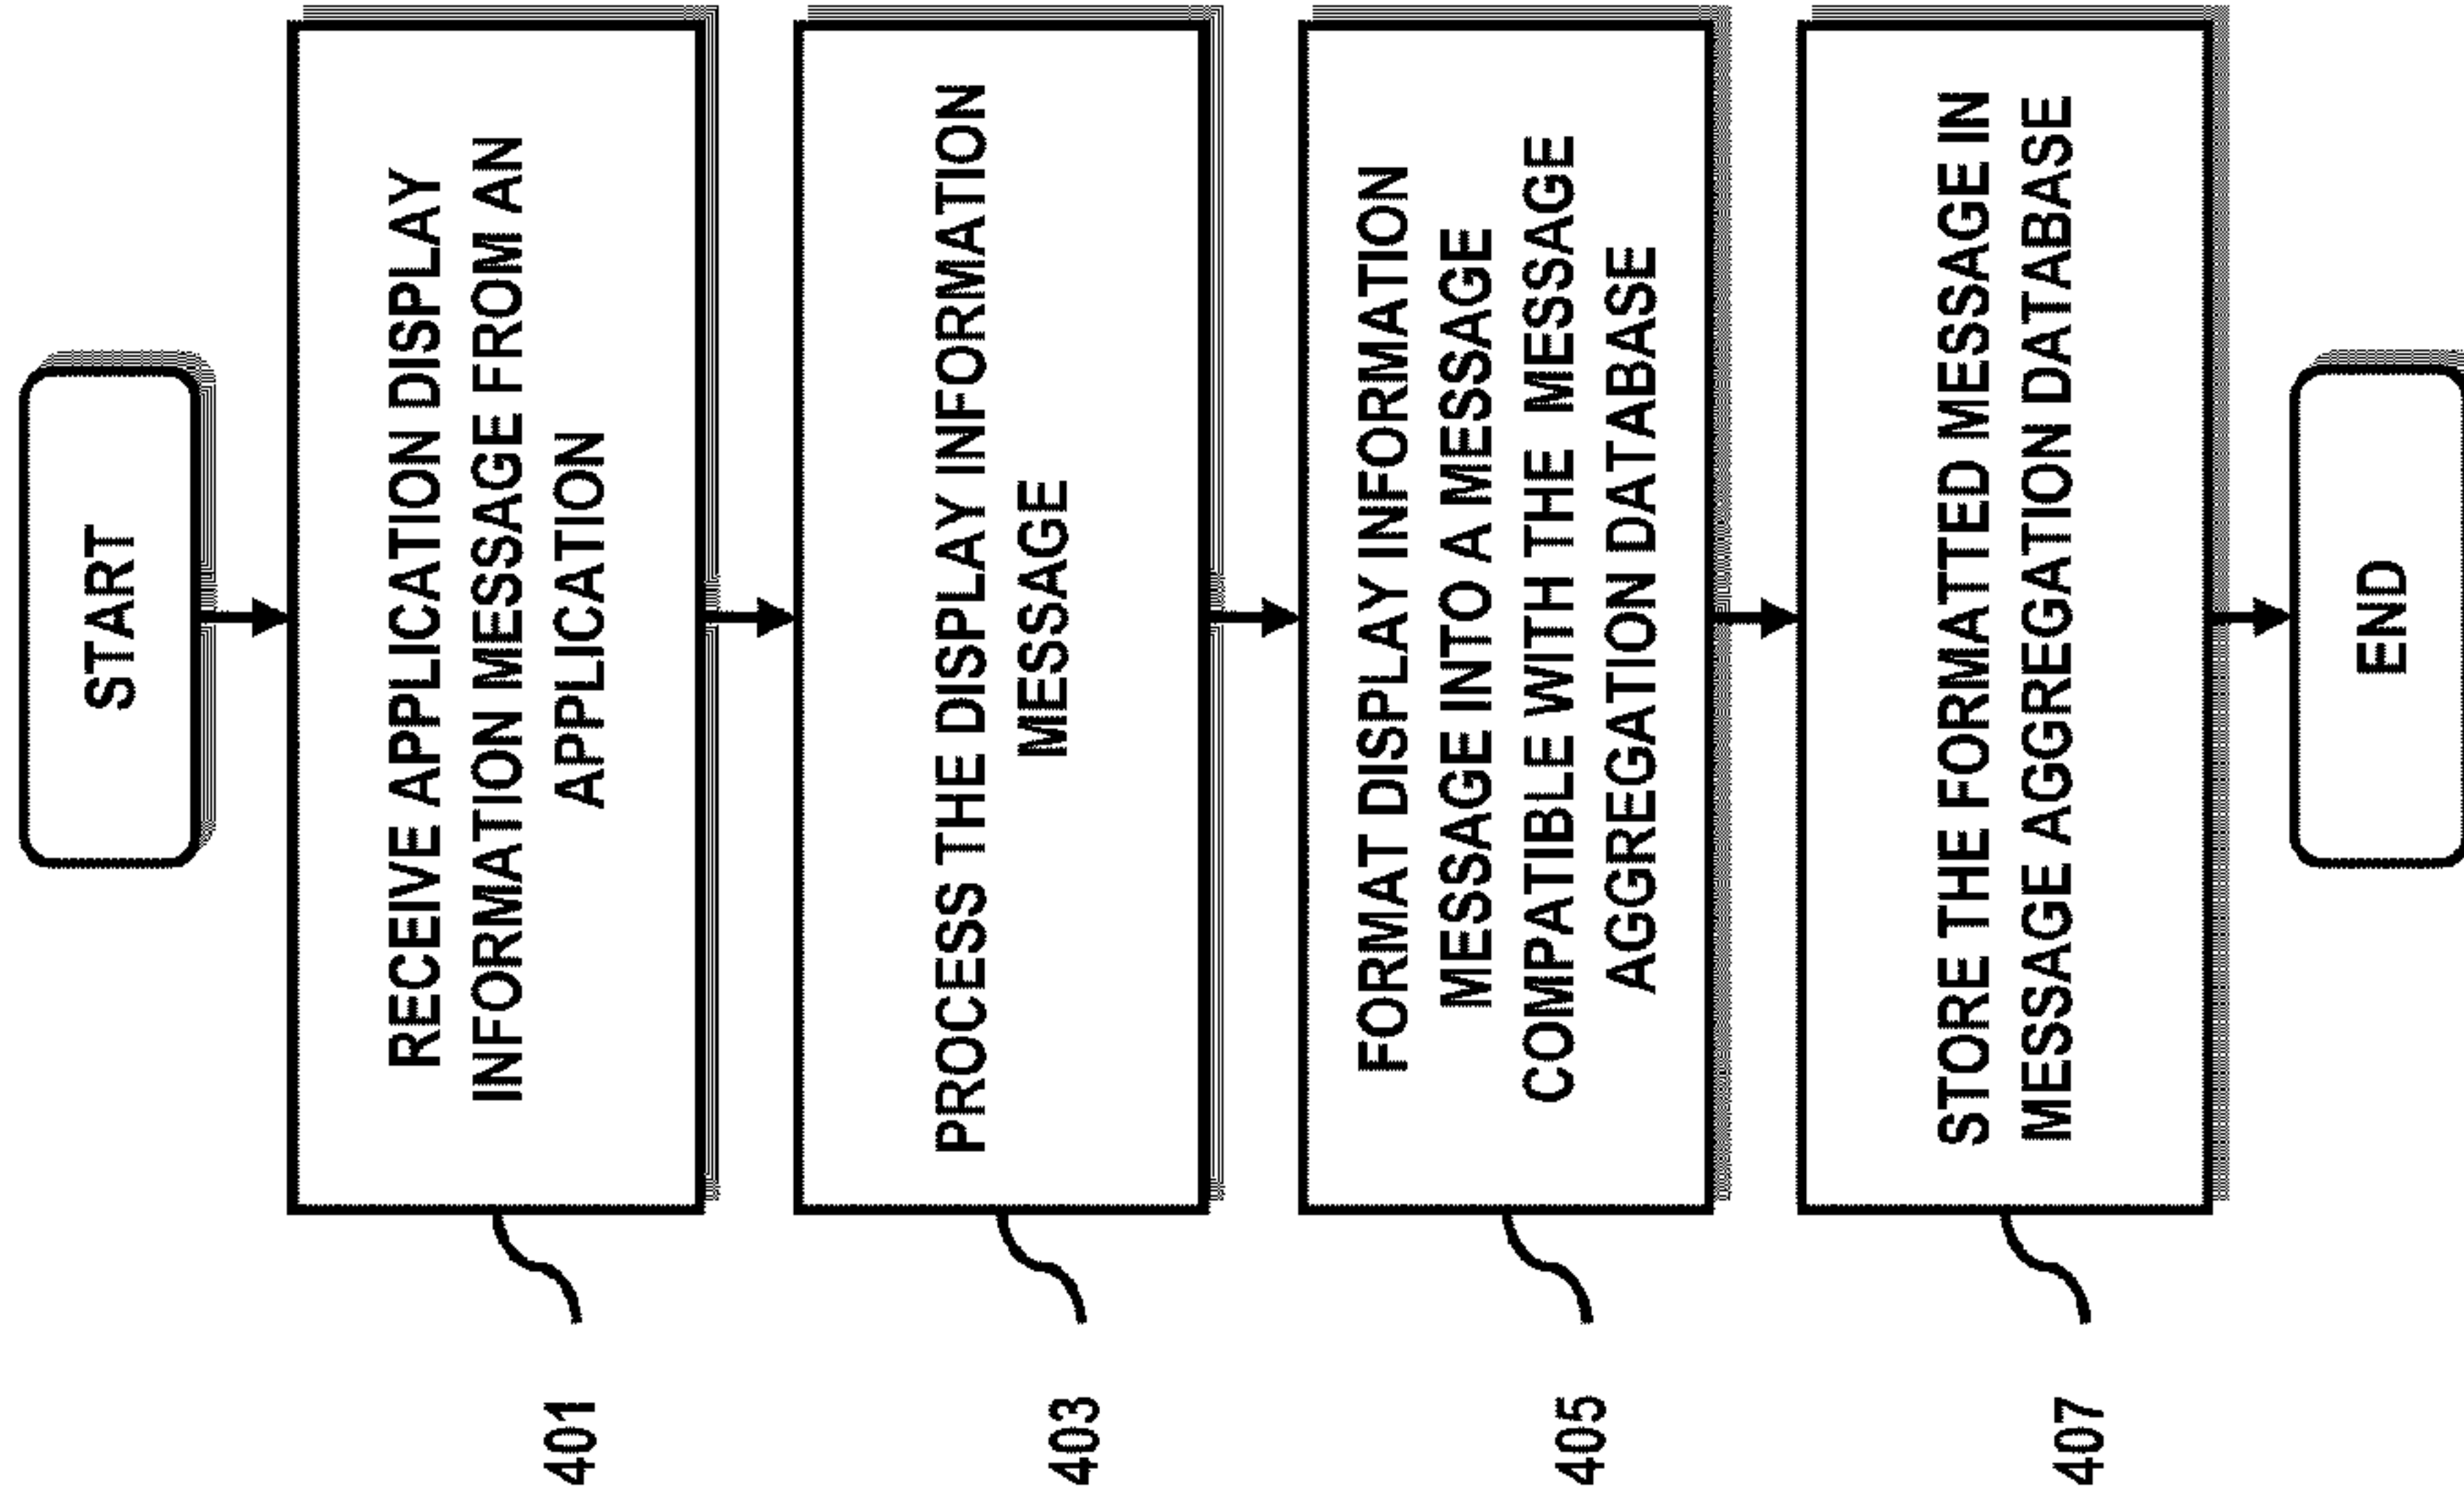 START
RECEIVE APPLICATION DISPLAY
INFORMATION MESSAGE FROM AN
APPLICATION
401
PROCESS THE DISPLAY INFORMATION
MESSAGE
403
FORMAT DISPLAY INFORMATION
MESSAGE INTO A MESSAGE
COMPATIBLE WITH THE MESSAGE
AGGREGATION DATABASE
405
STORE THE FORMATTED MESSAGE IN
MESSAGE AGGREGATION DATABASE
407
END